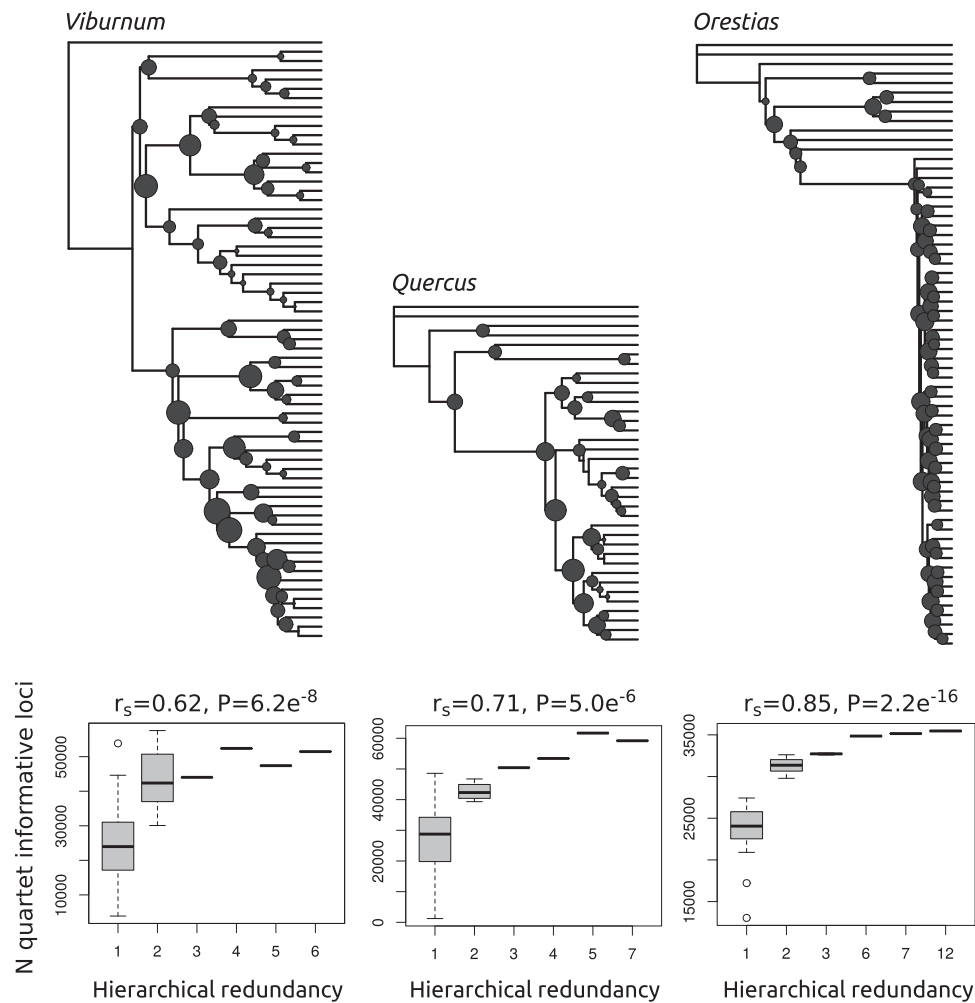 Viburnum
Orestias
Quercus
N quartet informative loci
r_s=0.62, P=6.2e^-8
50000
30000
10000
1 2 3 4 5 6
Hierarchical redundancy
r_s=0.71, P=5.0e^-6
60000
40000
20000
0
1 2 3 4 5 7
Hierarchical redundancy
r_s=0.85, P=2.2e^-16
35000
25000
15000
1 2 3 6 7 12
Hierarchical redundancy